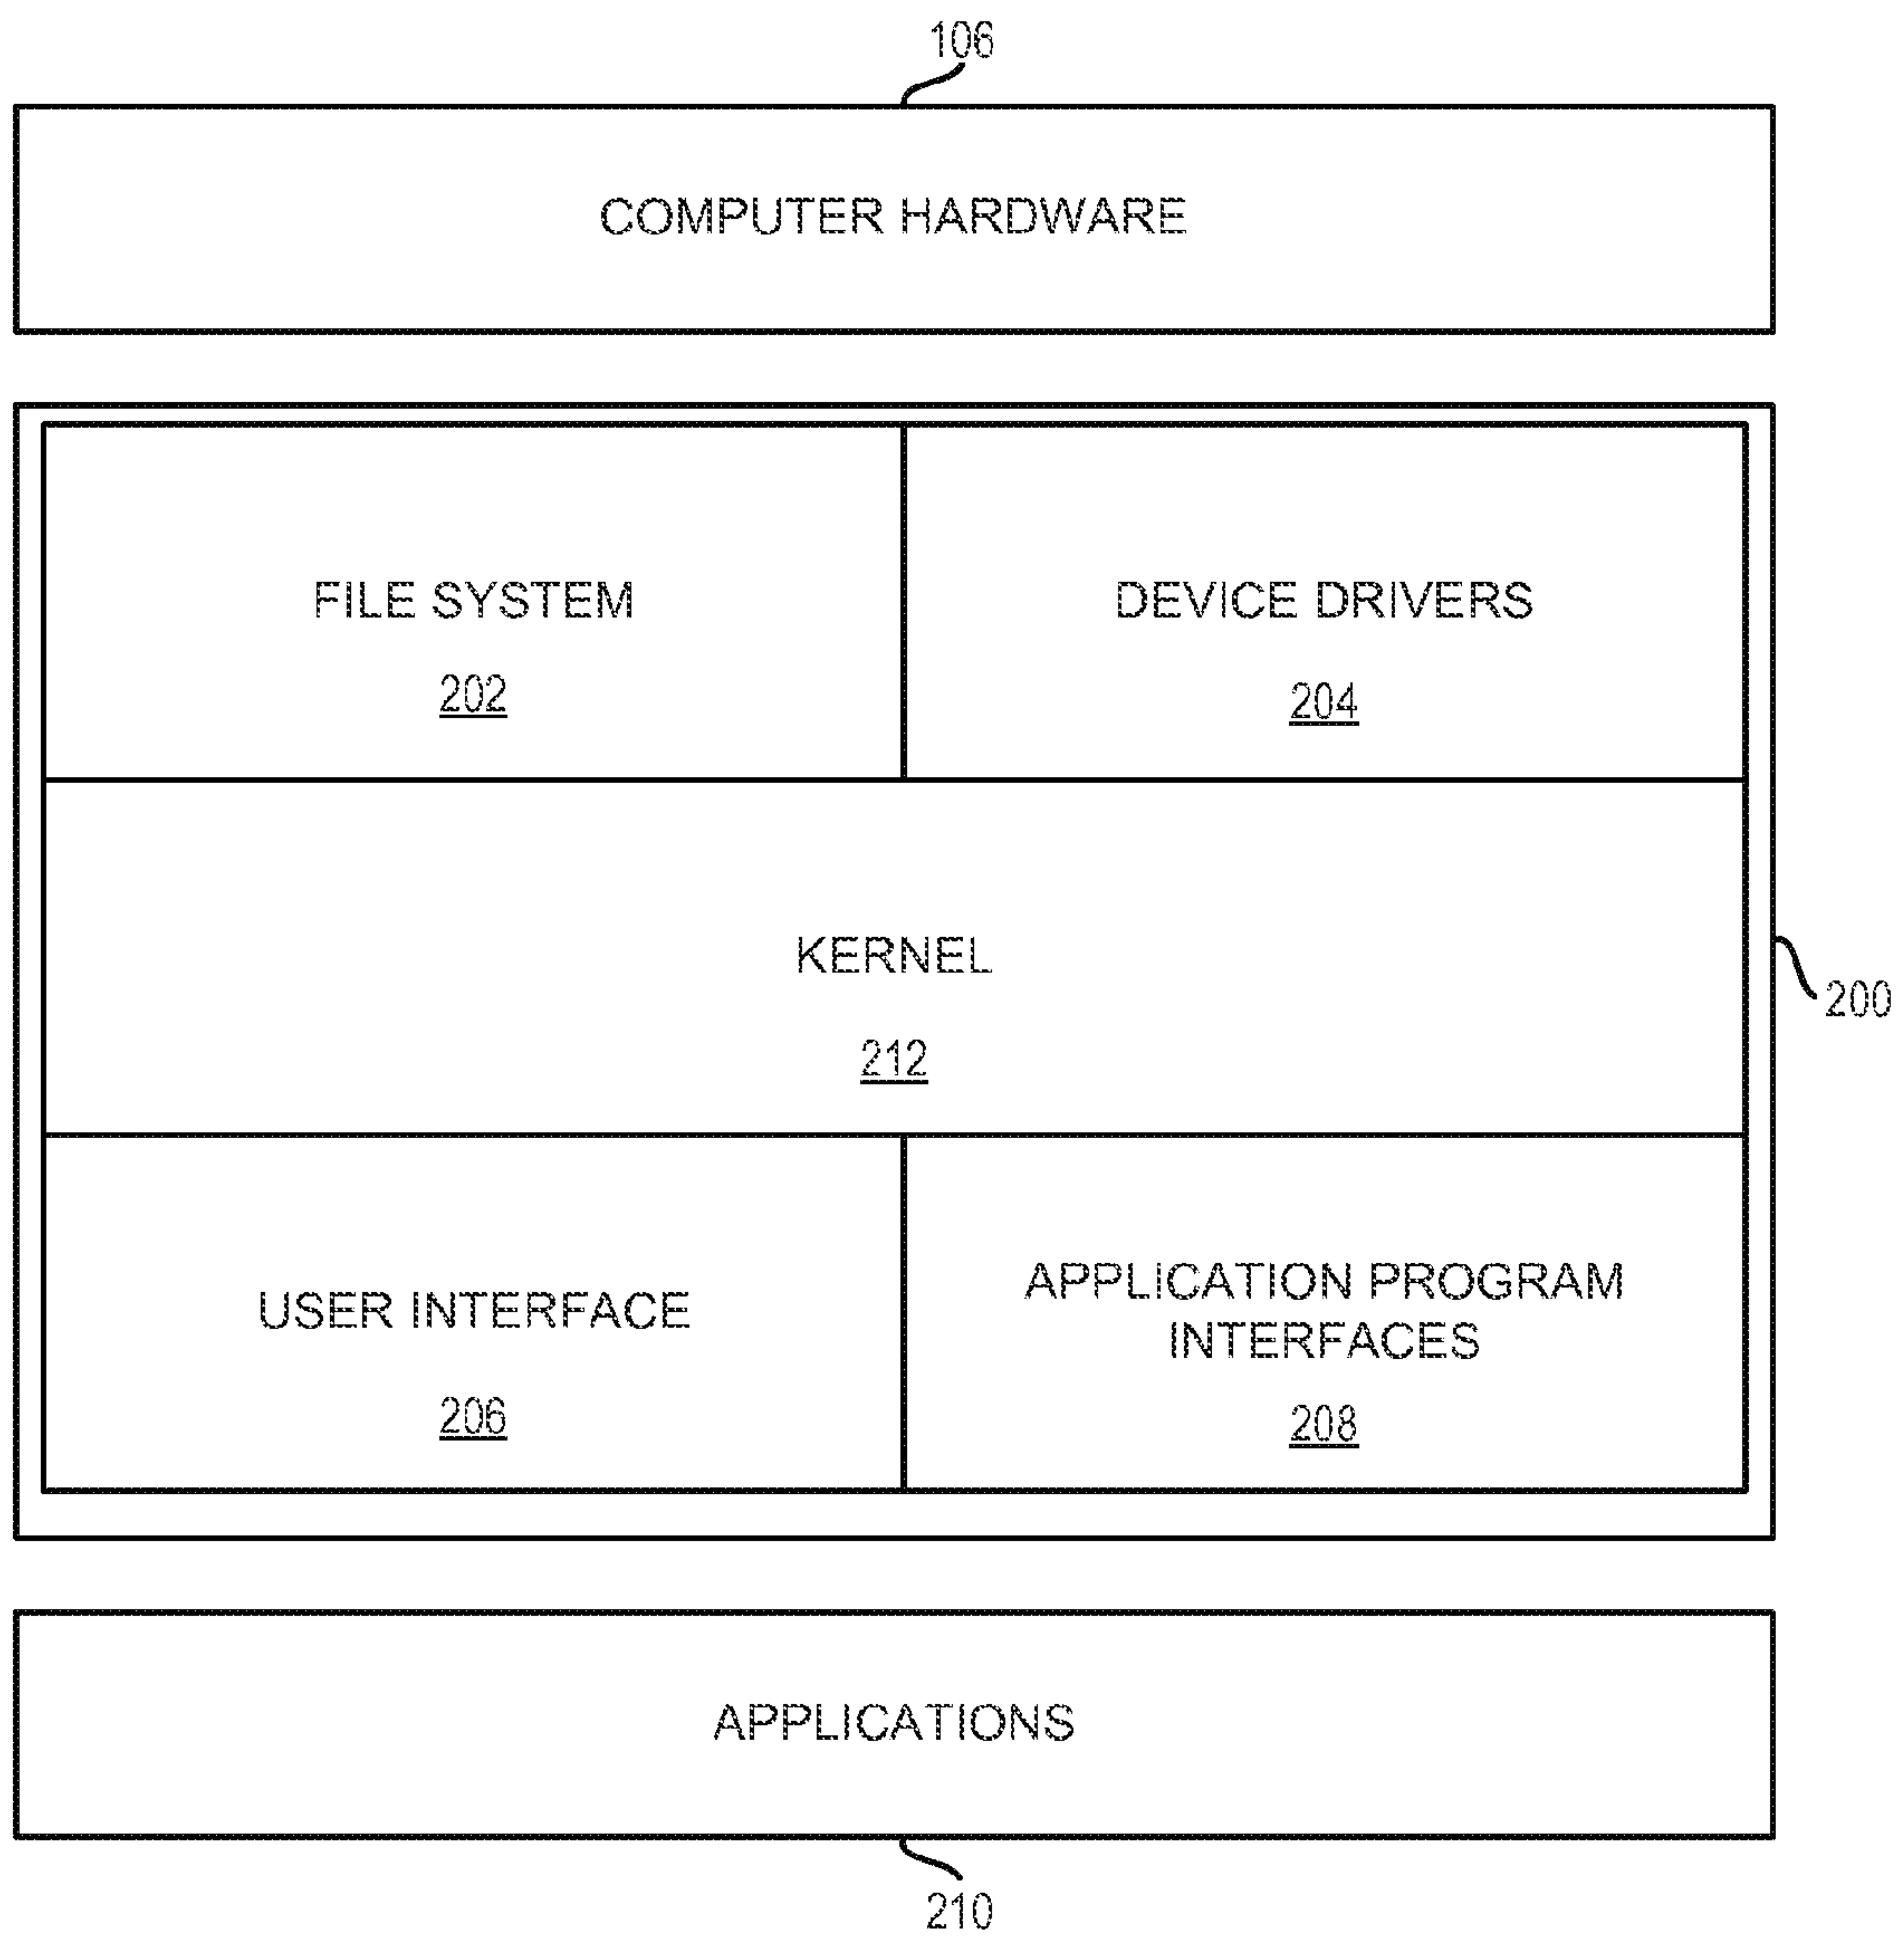 106
COMPUTER HARDWARE
FILE SYSTEM
202
DEVICE DRIVERS
204
KERNEL
212
200
USER INTERFACE
206
APPLICATION PROGRAM
INTERFACES
208
APPLICATIONS
210